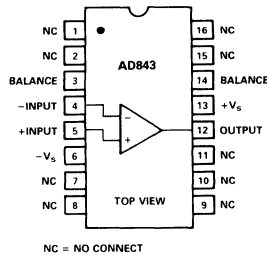 NC 1 16 NC
NC 2 15 NC
AD843
BALANCE 3 14 BALANCE
−INPUT 4 − 13 +Vs
+INPUT 5 + 12 OUTPUT
−Vs 6 11 NC
NC 7 10 NC
NC 8 TOP VIEW 9 NC
NC = NO CONNECT